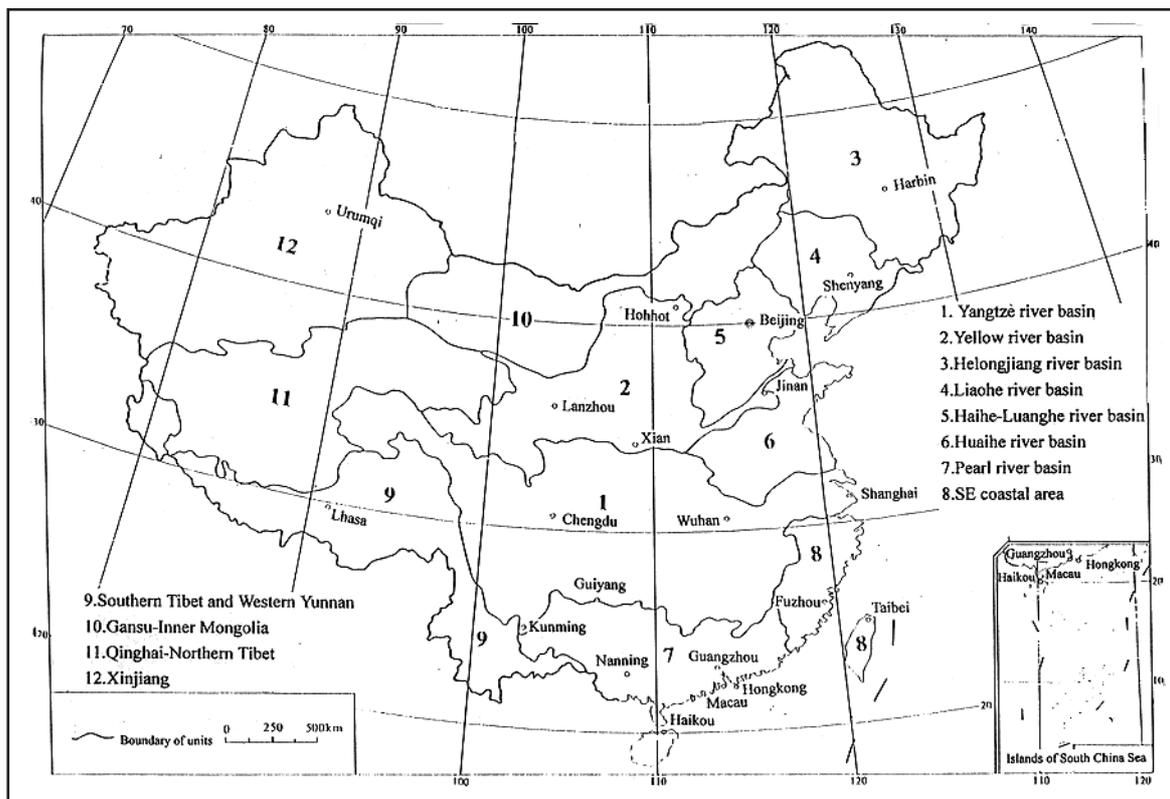 70
80
90
100
110
120
130
140
150
40
Urumqi
12
3
Harbin
4
Shenyang
40
10
Hohhot
5
Beijing
1. Yangtzè river basin
2.Yellow river basin
3.Helongjiang river basin
4.Liaohe river basin
5.Haihe-Luanghe river basin
6.Huaihe river basin
7.Pearl river basin
8.SE coastal area
11
2
Lanzhou
Jinan
Xian
6
30
9
Lhasa
1
Chengdu
Wuhan
Shanghai
8
Guiyang
Fuzhou
Taibei
8
Kunming
9
Nanning
7
Guangzhou
Hongkong
Macau
Haikou
20
9.Southern Tibet and Western Yunnan
10.Gansu-Inner Mongolia
11.Qinghai-Northern Tibet
12.Xinjiang
Boundary of units
0 250 500km
100
110
120
Guangzhou
Hongkong
Haikou
Macau
20
10
Islands of South China Sea
110
120